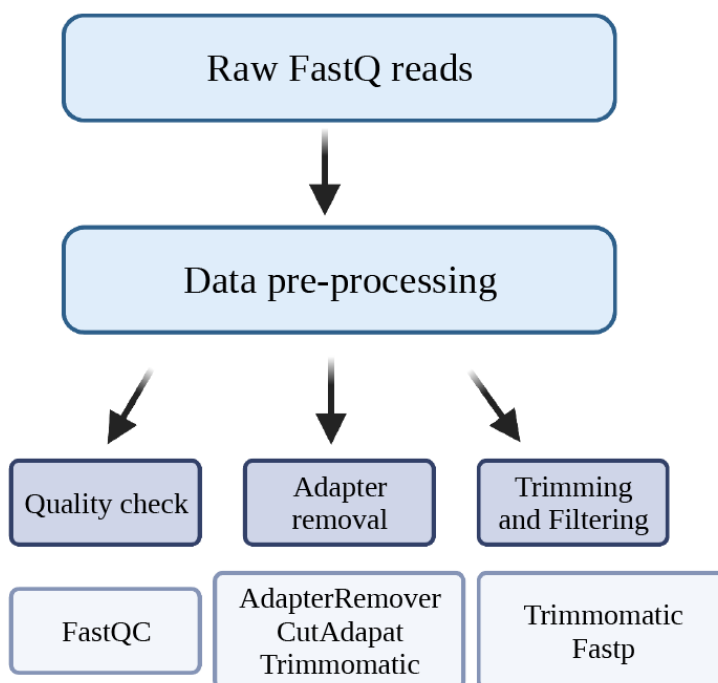 Raw FastQ reads
Data pre-processing
Quality check
Adapter
removal
Trimming
and Filtering
FastQC
AdapterRemover
CutAdapat
Trimmomatic
Trimmomatic
Fastp